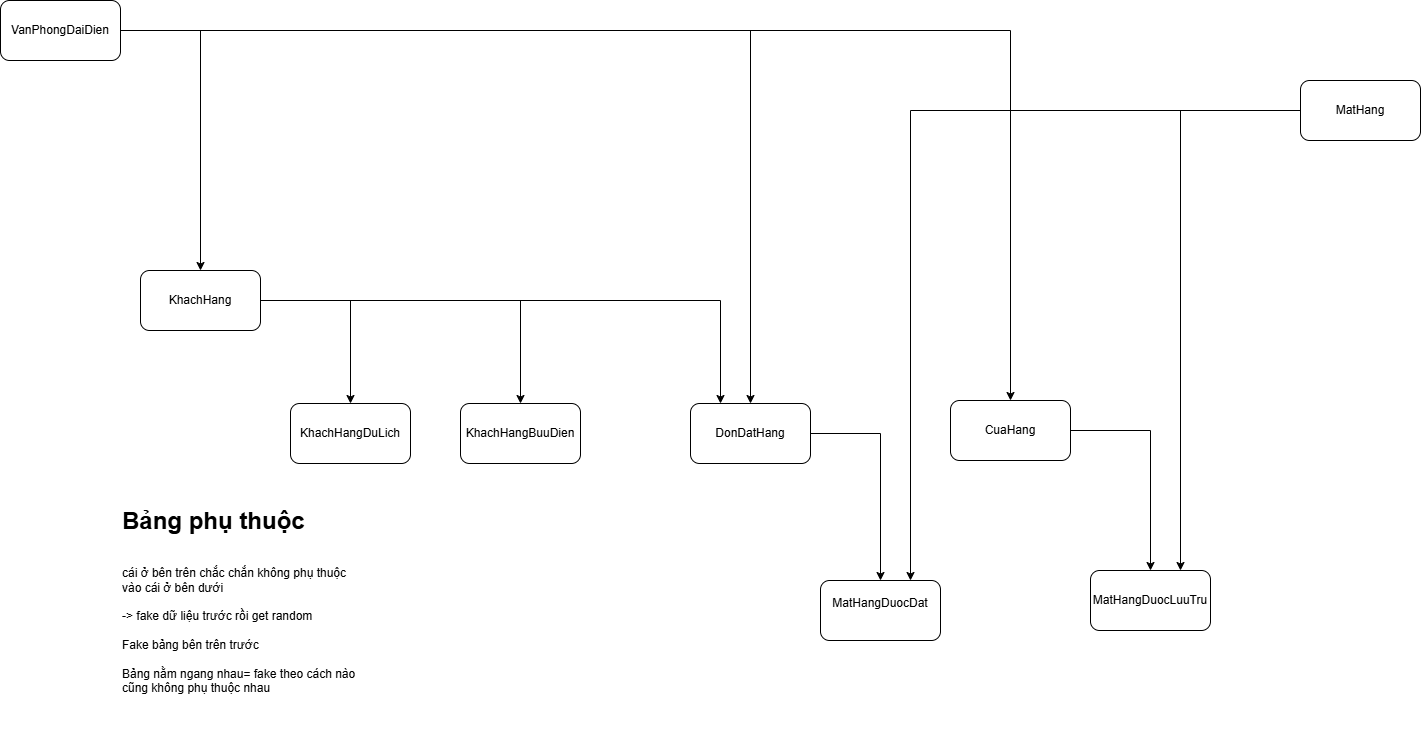 VanPhongDaiDien
MatHang
KhachHang
KhachHangDuLich
KhachHangBuuDien
DonDatHang
CuaHang
Bảng phụ thuộc
cái ở bên trên chắc chắn không phụ thuộc
vào cái ở bên dưới
-> fake dữ liệu trước rồi get random
Fake bảng bên trên trước
Bảng nằm ngang nhau= fake theo cách nào
cũng không phụ thuộc nhau
MatHangDuocDat
MatHangDuocLuuTru